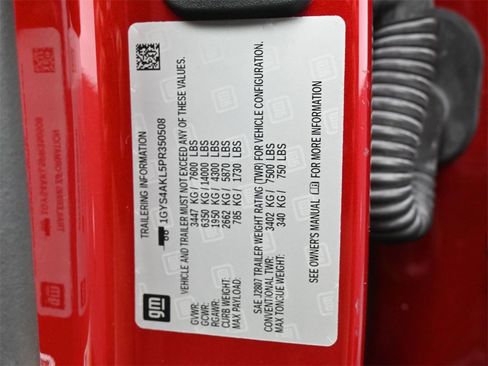 TRAILERING INFORMATION
1GYS4AKL5PR350508
VEHICLE AND TRAILER MUST NOT EXCEED ANY OF THESE VALUES.
GVWR: 3447 KG / 7600 LBS
GCWR: 6350 KG / 14000 LBS
RGAWR: 1950 KG / 4300 LBS
CURB WEIGHT: 2662 KG / 5870 LBS
MAX PAYLOAD: 785 KG / 1730 LBS
SAE J2807 TRAILER WEIGHT RATING (TWR) FOR VEHICLE CONFIGURATION.
CONVENTIONAL TWR: 3402 KG / 7500 LBS
MAX TONGUE WEIGHT: 340 KG / 750 LBS
SEE OWNER'S MANUAL FOR MORE INFORMATION
gm